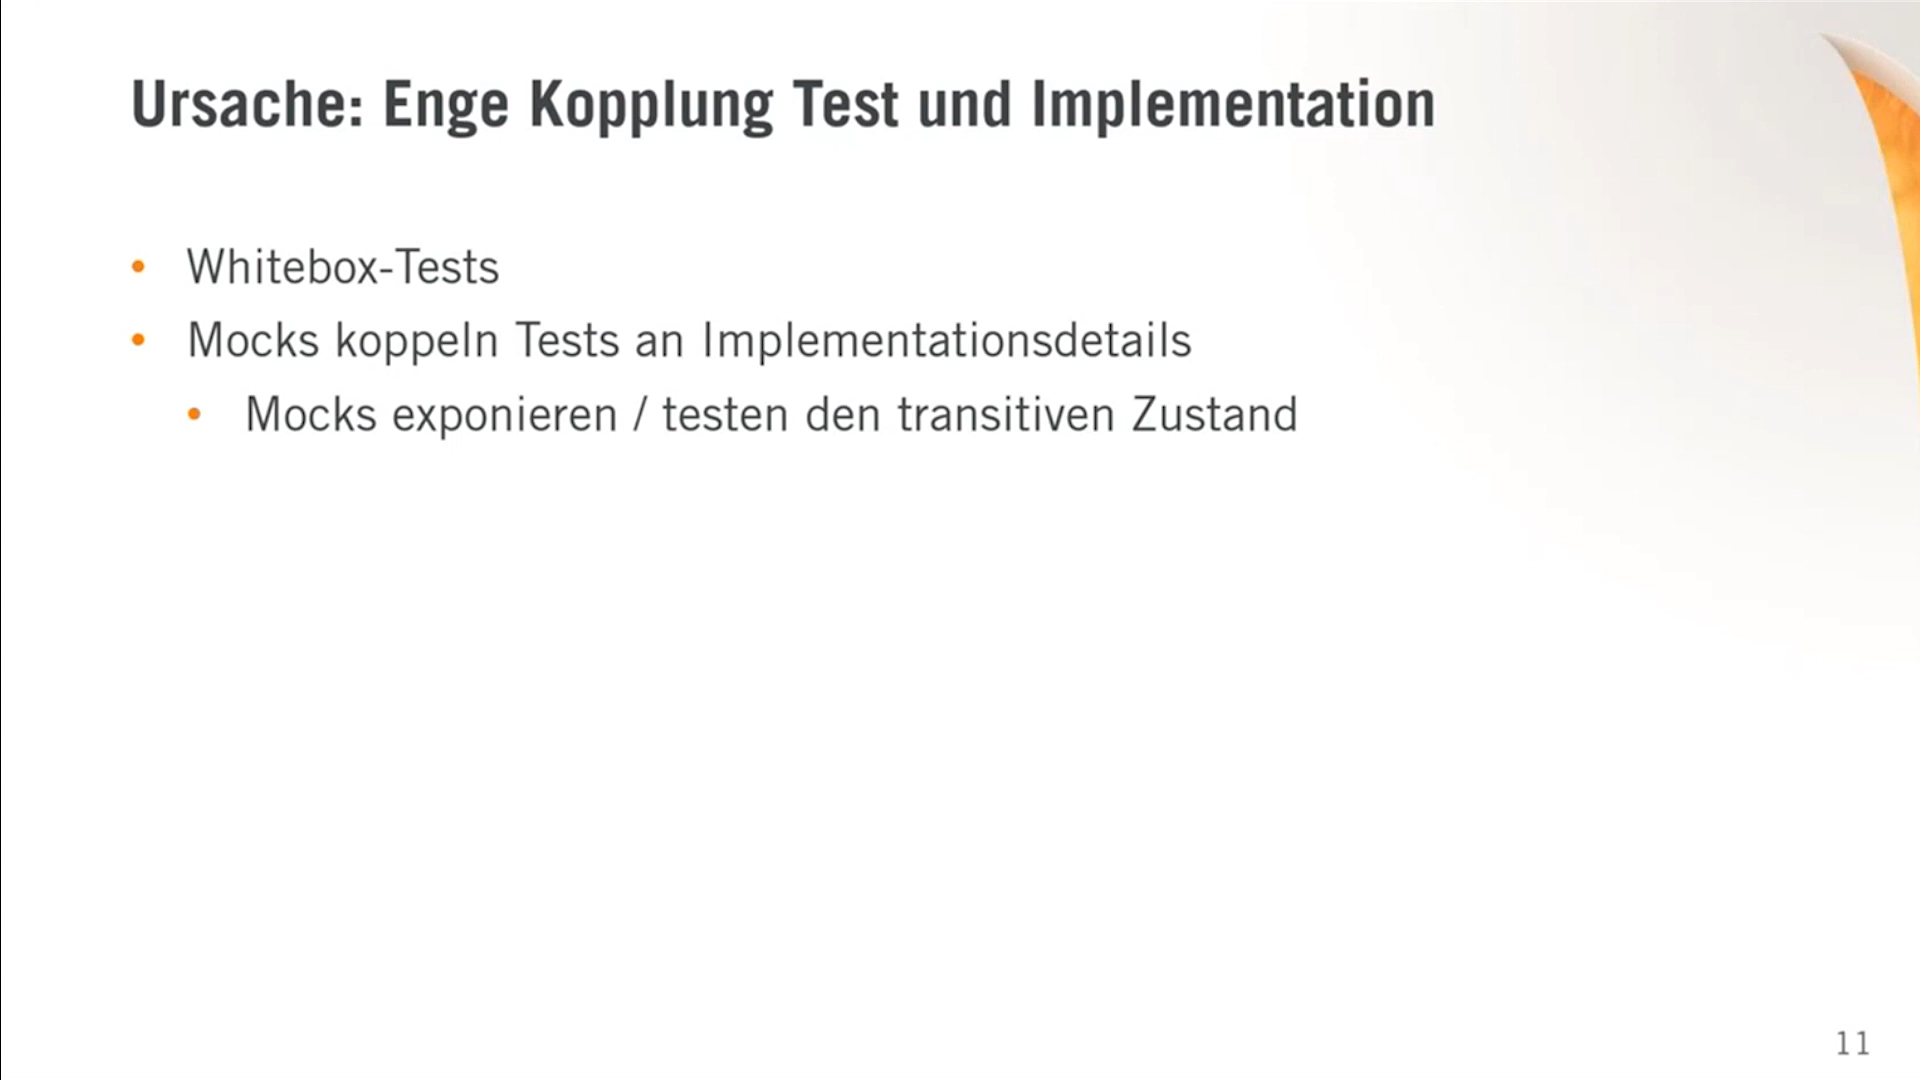 Ursache: Enge Kopplung Test und Implementation
• Whitebox-Tests
• Mocks koppeln Tests an Implementationsdetails
• Mocks exponieren / testen den transitiven Zustand
11